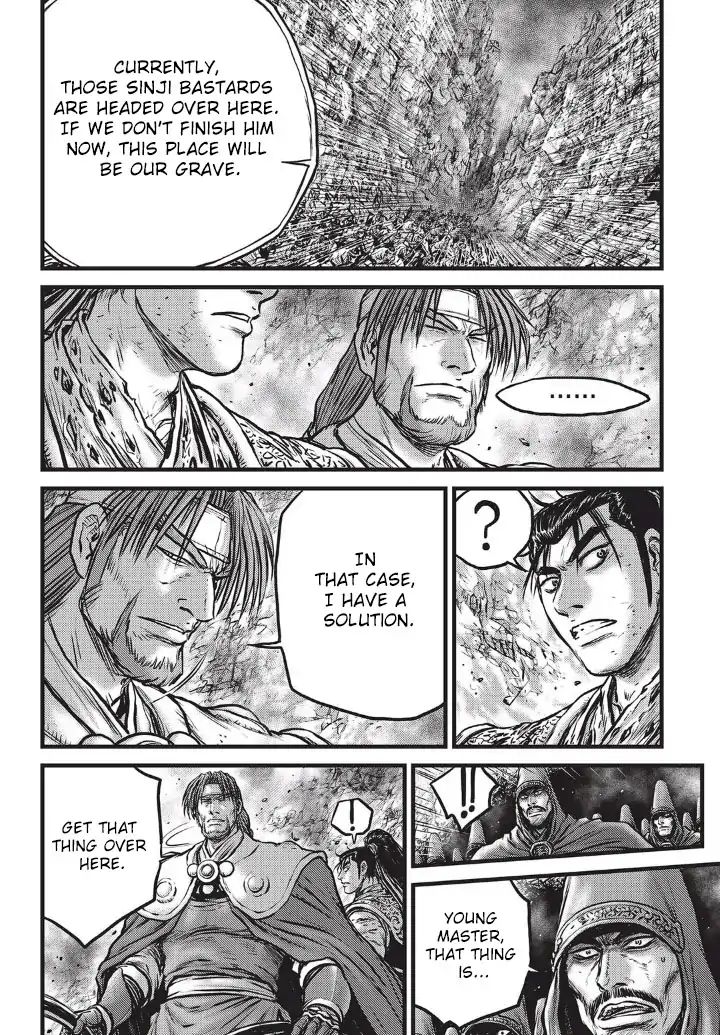 CURRENTLY,
THOSE SINJI BASTARDS
ARE HEADED OVER HERE.
IF WE DON'T FINISH HIM
NOW, THIS PLACE WILL
BE OUR GRAVE.
......
IN
THAT CASE,
I HAVE A
SOLUTION.
?
GET THAT
THING OVER
HERE.
!
!!
YOUNG
MASTER,
THAT THING
IS...